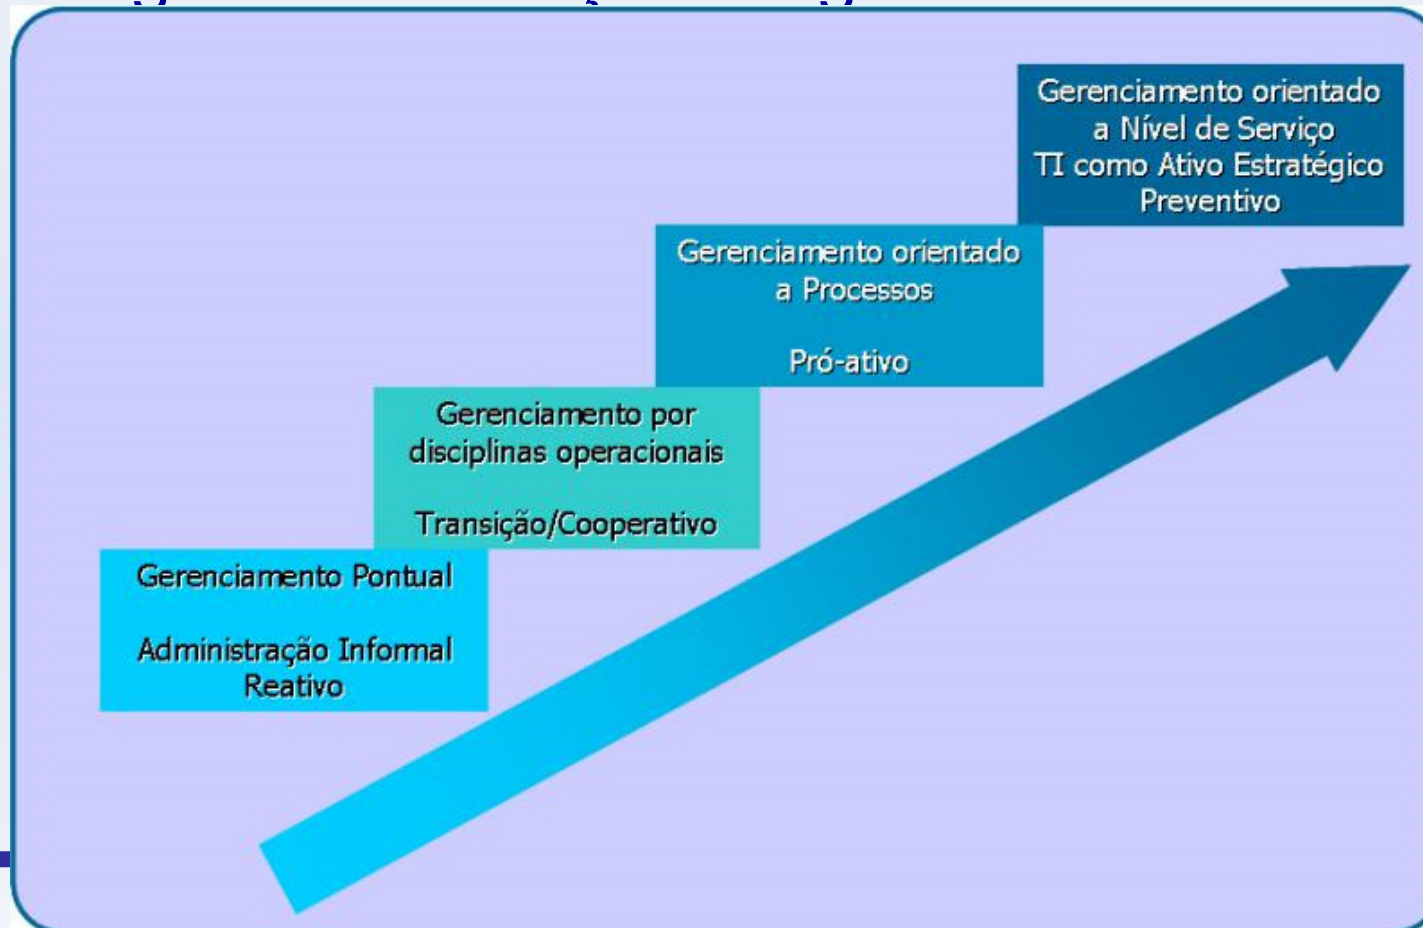 Gerenciamento orientado
a Nível de Serviço
TI como Ativo Estratégico
Preventivo
Gerenciamento orientado
a Processos
Pró-ativo
Gerenciamento por
disciplinas operacionais
Transição/Cooperativo
Gerenciamento Pontual
Administração Informal
Reativo